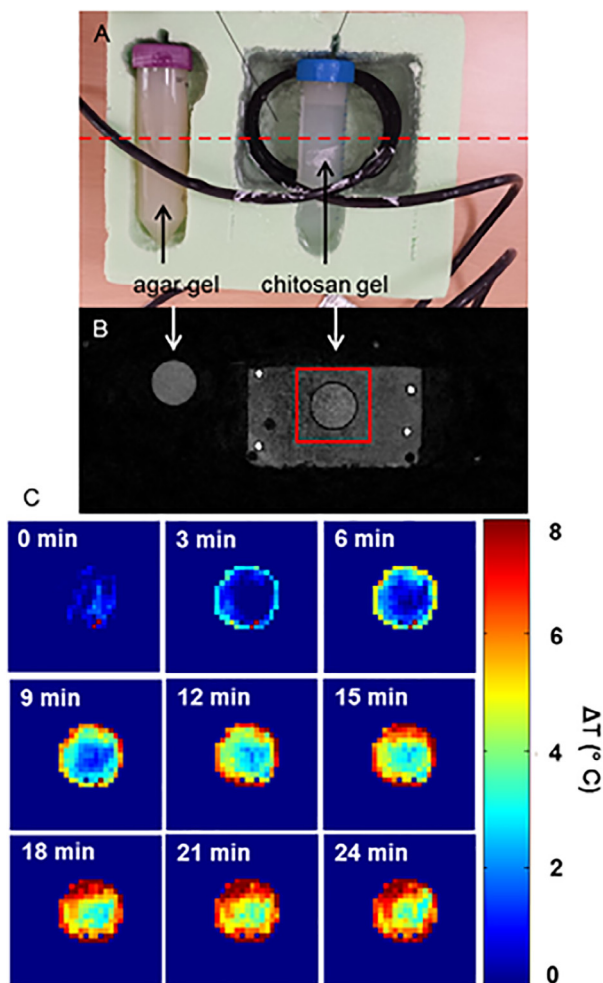 A
agar gel
chitosan gel
B
C
0 min
3 min
6 min
9 min
12 min
15 min
18 min
21 min
24 min
8
6
4
2
0
ΔT (° C)